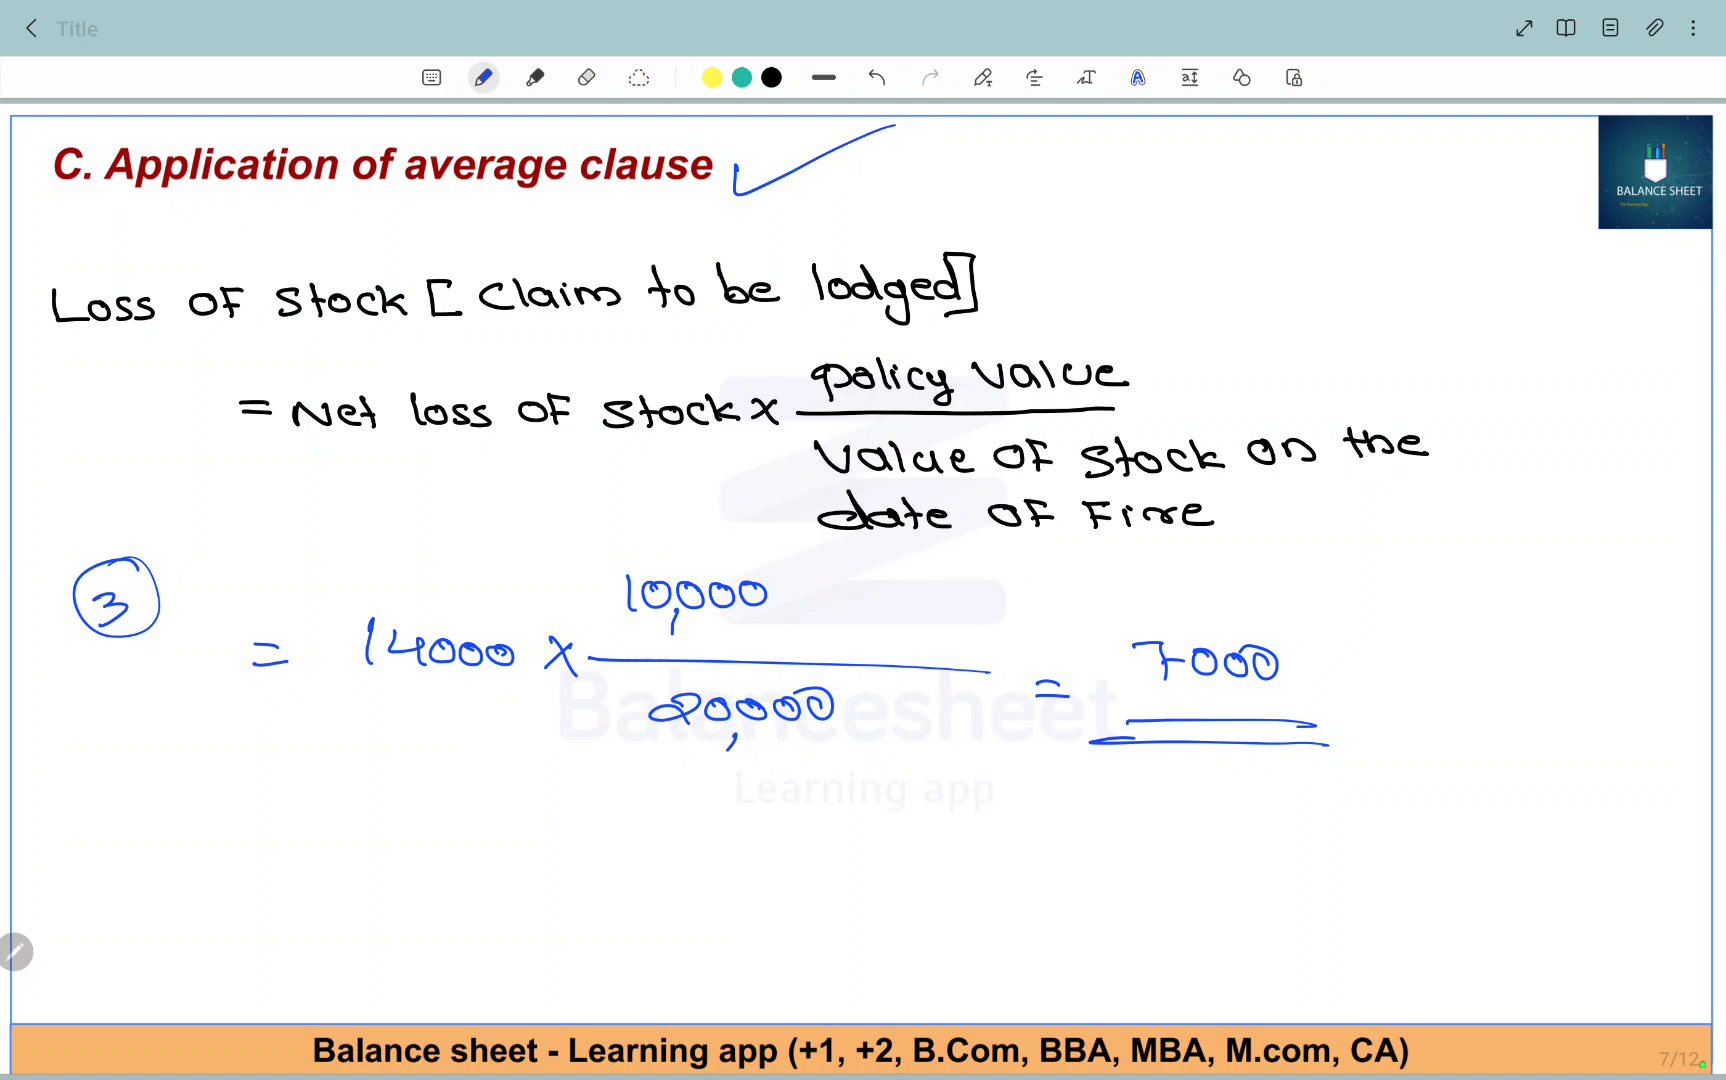 Title
C. Application of average clause
BALANCE SHEET
Loss OF Stock [ Claim to be lodged]
= Net loss OF Stock x policy value
value OF Stock on the
date OF Fire
3
= 14000 x 10,000
20,000
= 7000
Balancesheet
Learning app
Balance sheet - Learning app (+1, +2, B.Com, BBA, MBA, M.com, CA)
7/12